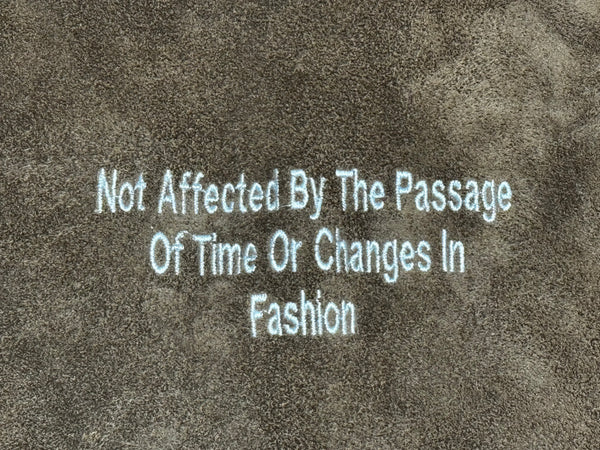 Not Affected By The Passage
Of Time Or Changes In
Fashion